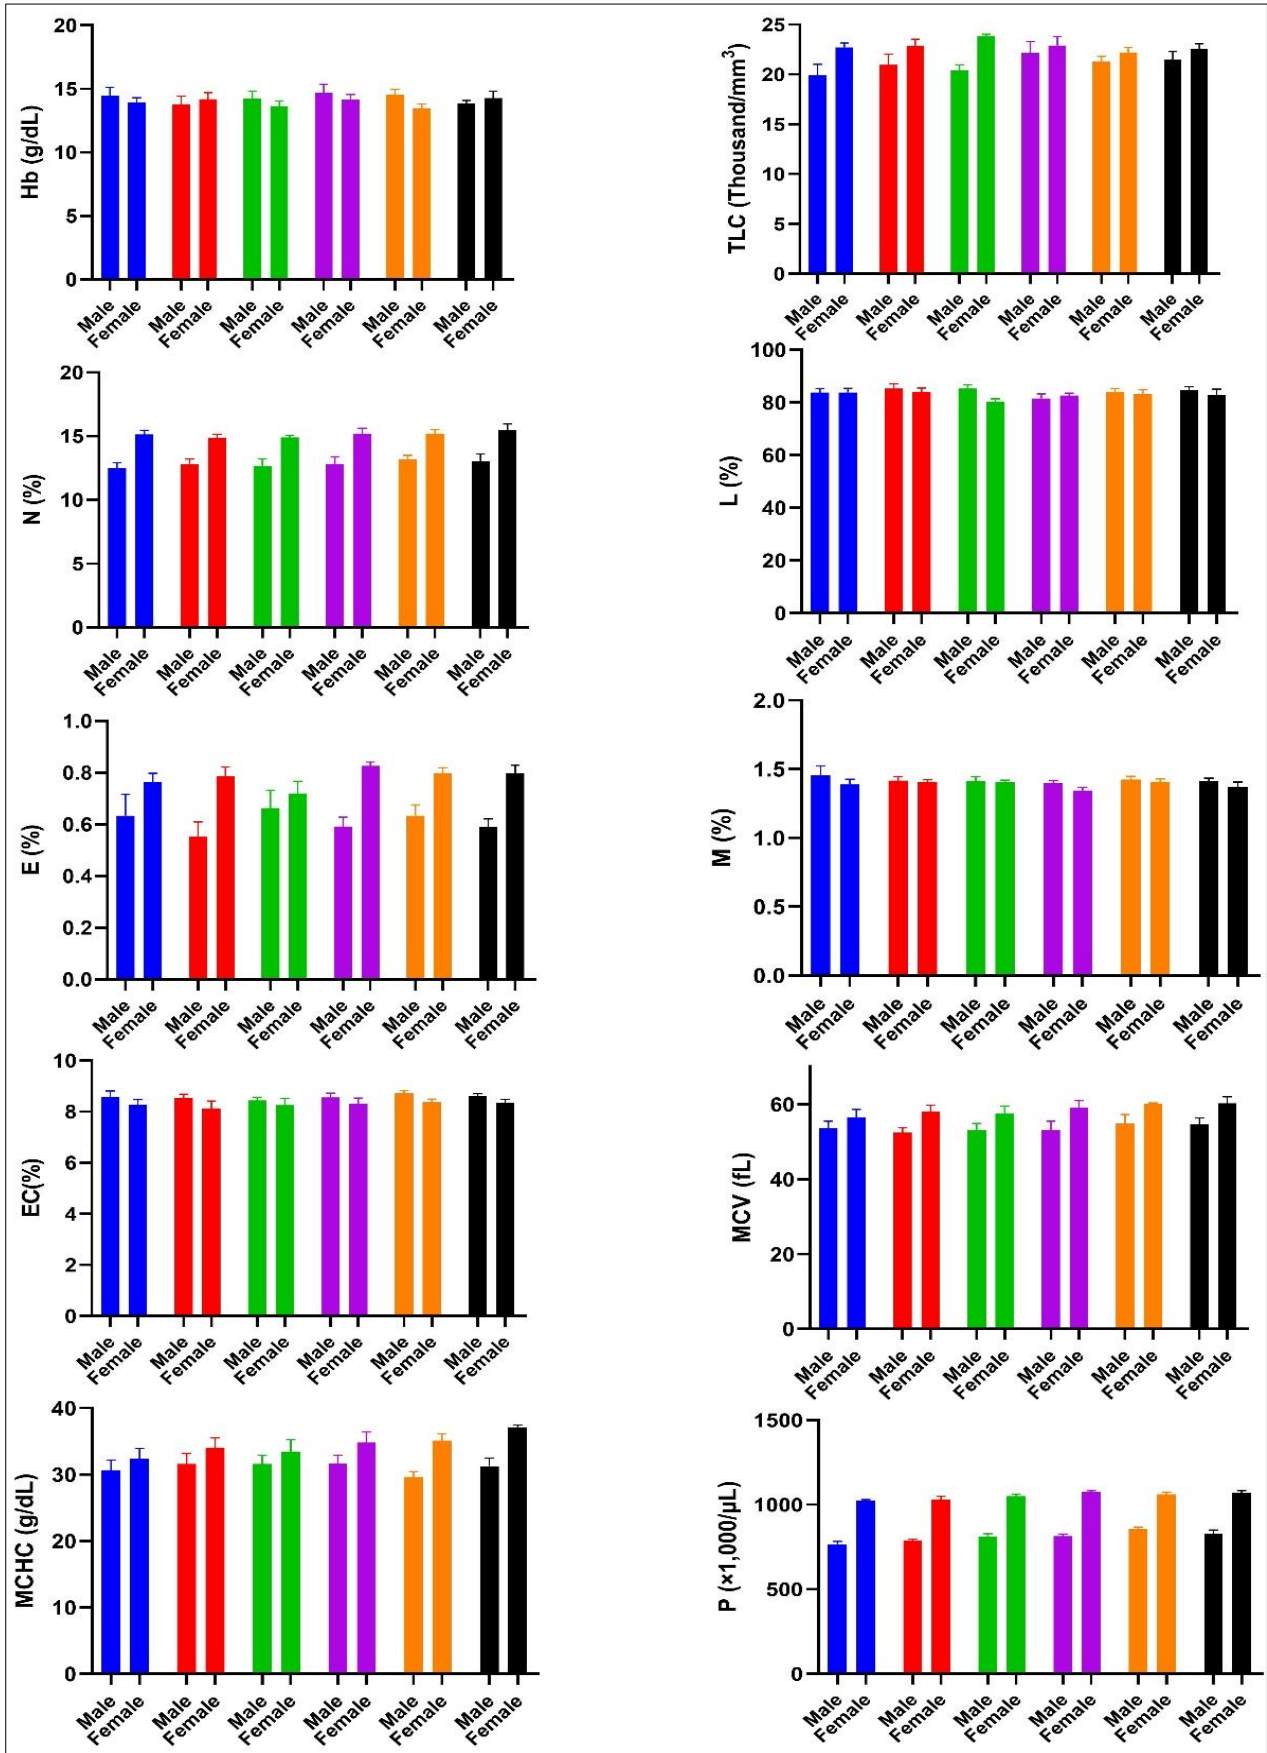 Hb (g/dL)
20
15
10
5
0
Male Female Male Female Male Female Male Female Male Female Male Female
TLC (Thousand/mm³)
25
20
15
10
5
0
Male Female Male Female Male Female Male Female Male Female Male Female
N (%)
20
15
10
5
0
Male Female Male Female Male Female Male Female Male Female Male Female
L (%)
100
80
60
40
20
0
Male Female Male Female Male Female Male Female Male Female Male Female
E (%)
1.0
0.8
0.6
0.4
0.2
0.0
Male Female Male Female Male Female Male Female Male Female Male Female
M (%)
2.0
1.5
1.0
0.5
0.0
Male Female Male Female Male Female Male Female Male Female Male Female
EC(%)
10
8
6
4
2
0
Male Female Male Female Male Female Male Female Male Female Male Female
MCV (fL)
60
40
20
0
Male Female Male Female Male Female Male Female Male Female Male Female
MCHC (g/dL)
40
30
20
10
0
Male Female Male Female Male Female Male Female Male Female Male Female
P (×1,000/µL)
1500
1000
500
0
Male Female Male Female Male Female Male Female Male Female Male Female